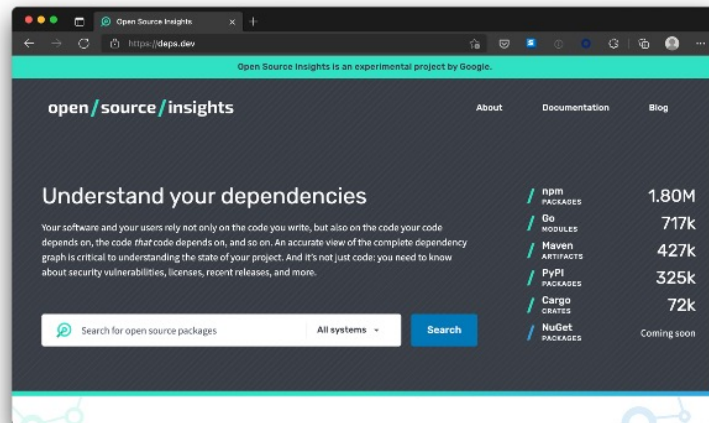 Open Source Insights
https://deps.dev
Open Source Insights is an experimental project by Google.
open/source/insights
About
Documentation
Blog
Understand your dependencies
Your software and your users rely not only on the code you write, but also on the code your code
depends on, the code that code depends on, and so on. An accurate view of the complete dependency
graph is critical to understanding the state of your project. And it's not just code: you need to know
about security vulnerabilities, licenses, recent releases, and more.
Search for open source packages
All systems
Search
npm
PACKAGES
1.80M
Go
MODULES
717k
Maven
ARTIFACTS
427k
PyPI
PACKAGES
325k
Cargo
CRATES
72k
NuGet
PACKAGES
Coming soon